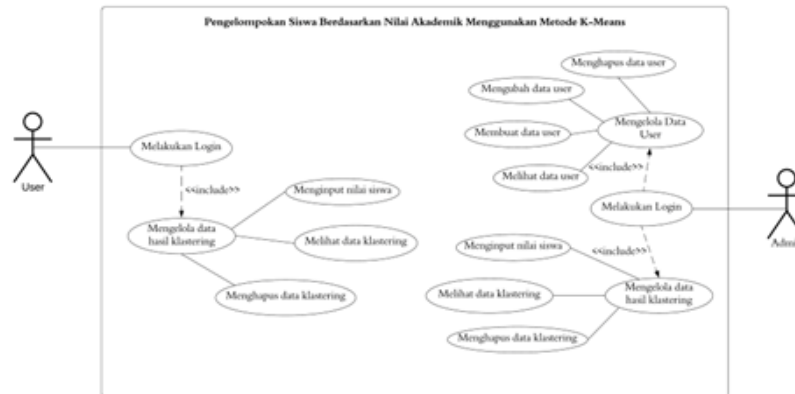 Pengelompokan Siswa Berdasarkan Nilai Akademik Menggunakan Metode K-Means
Menghapus data user
Mengubah data user
Mengelola Data
User
Membuat data user
Melihat data user
<<include>>
Melakukan Login
User
<<include>>
Menginput nilai siswa
Mengelola data
hasil klastering
Melihat data klastering
Menghapus data klastering
Melakukan Login
Admi
<<include>>
Menginput nilai siswa
Mengelola data
hasil klastering
Melihat data klastering
Menghapus data klastering